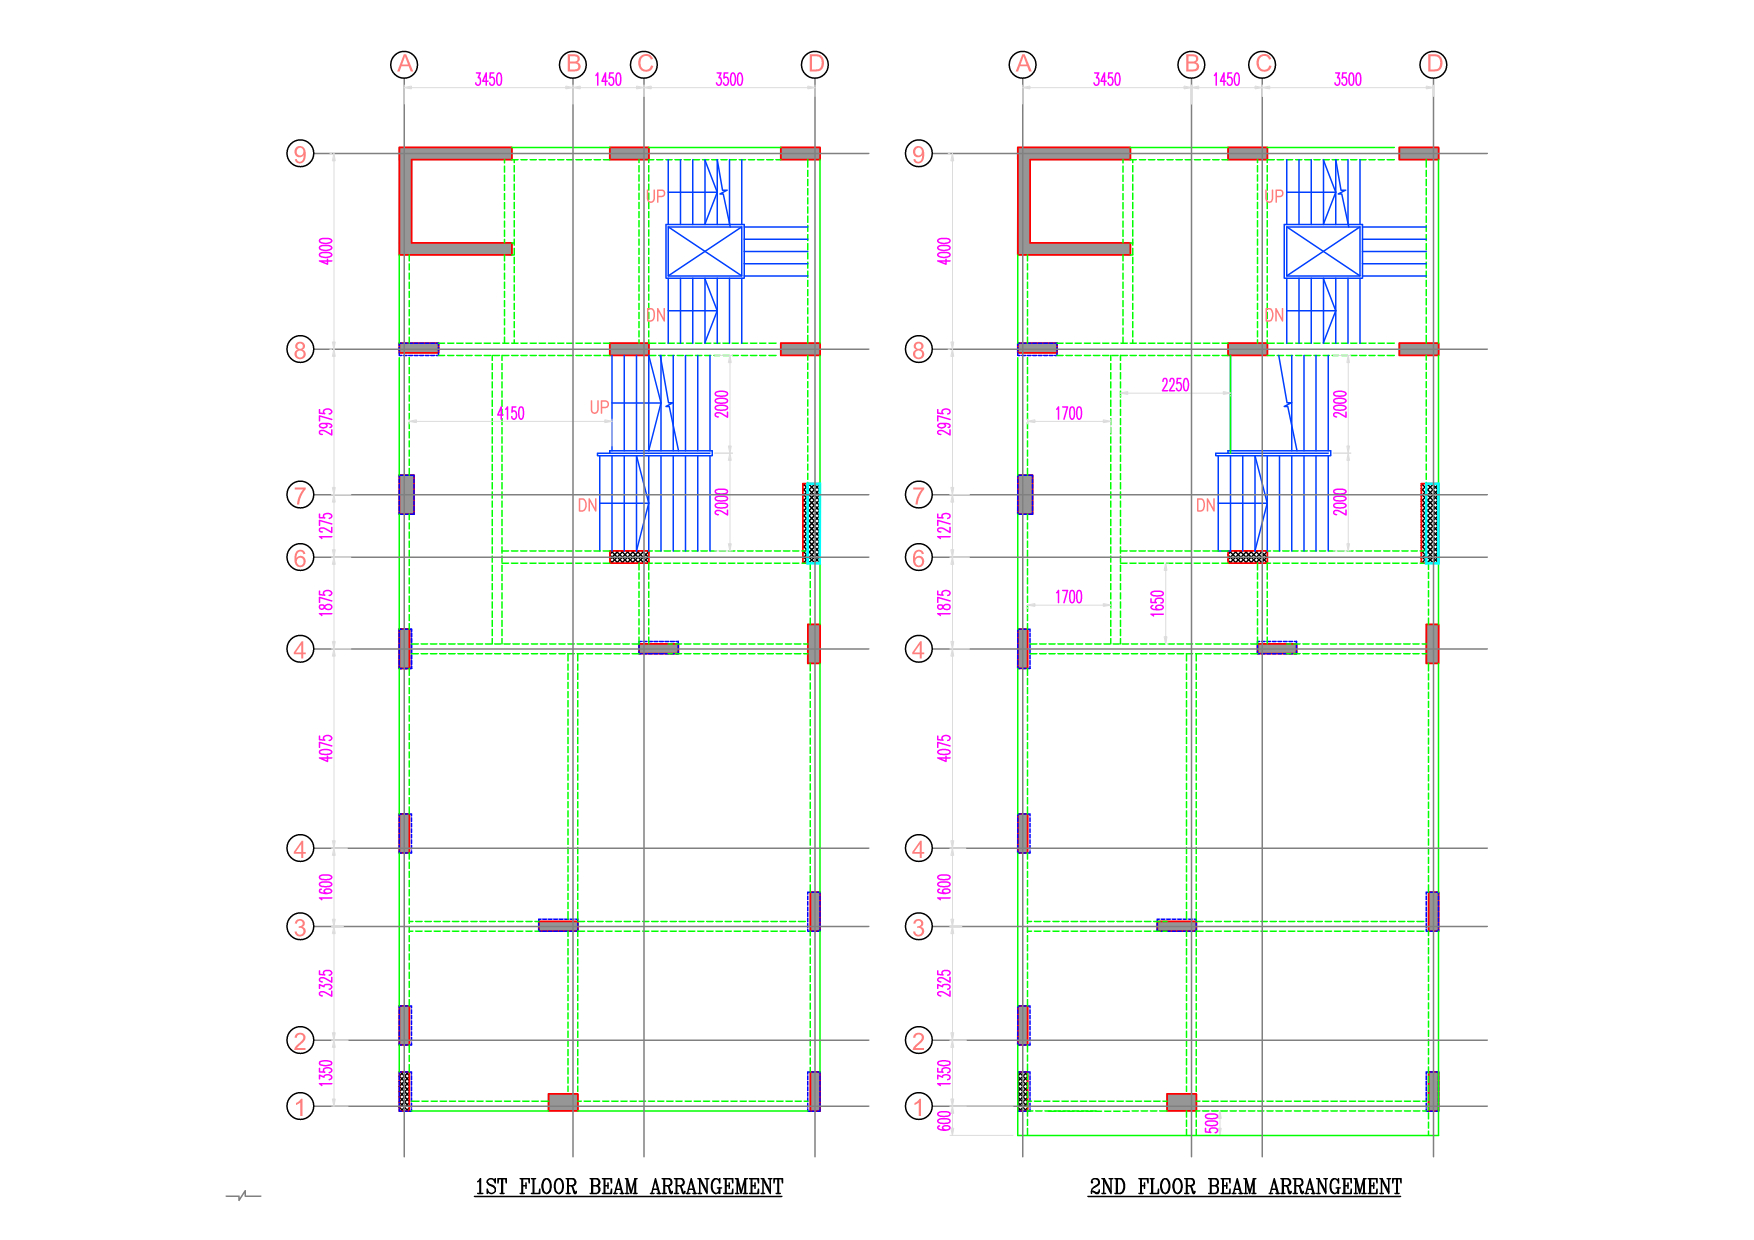 A B C D A B C D
3450 1450 3500 3450 1450 3500
9 9
UP UP
4000 4000
DN DN
8 8
2250
2975 4150 UP 2000 2975 1700 2000
7 7
1275 DN 2000 1275 DN 2000
6 6
1875 1875 1700 1650
4 4
4075 4075
4 4
1600 1600
3 3
2325 2325
2 2
1350 1350
1 1
600 500
1ST FLOOR BEAM ARRANGEMENT 2ND FLOOR BEAM ARRANGEMENT